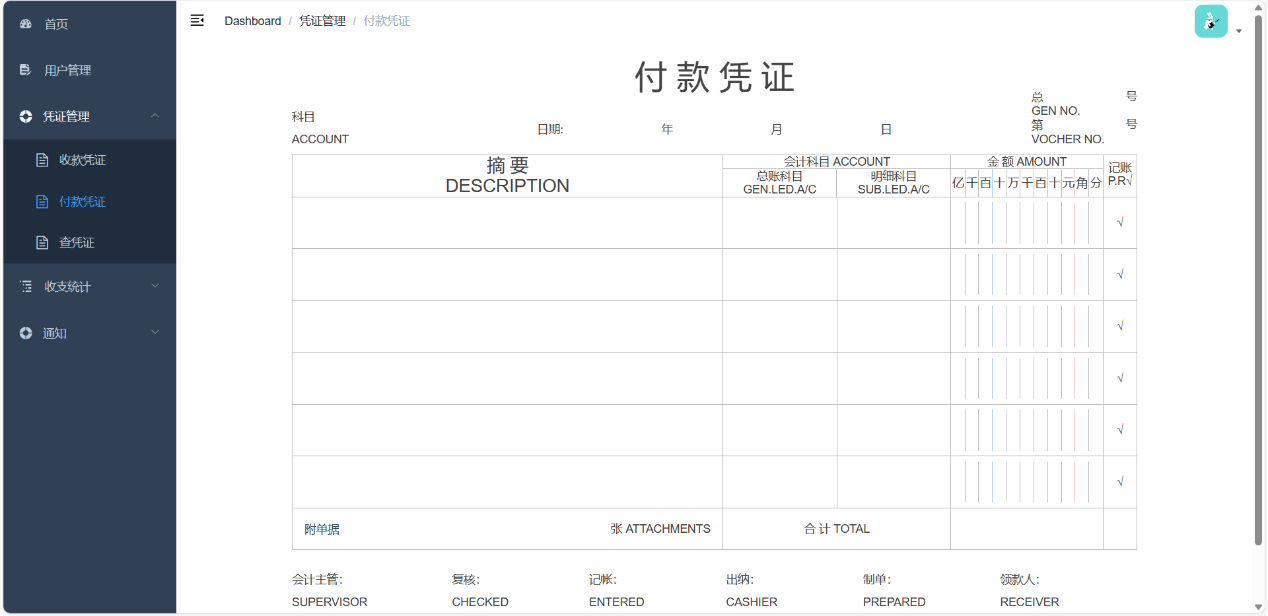 首页
用户管理
凭证管理
收款凭证
付款凭证
查凭证
收支统计
通知
Dashboard / 凭证管理 / 付款凭证
付款凭证
科目
ACCOUNT
日期: 年 月 日
总 号
GEN NO.
第 号
VOCHER NO.
摘 要
DESCRIPTION
会计科目 ACCOUNT
总账科目
GEN.LED.A/C
明细科目
SUB.LED.A/C
金 额 AMOUNT
亿 千 百 十 万 千 百 十 元 角 分
记账
P.R√
√
√
√
√
√
√
附单据 张 ATTACHMENTS
合 计 TOTAL
会计主管: 复核: 记帐: 出纳: 制单: 领款人:
SUPERVISOR CHECKED ENTERED CASHIER PREPARED RECEIVER